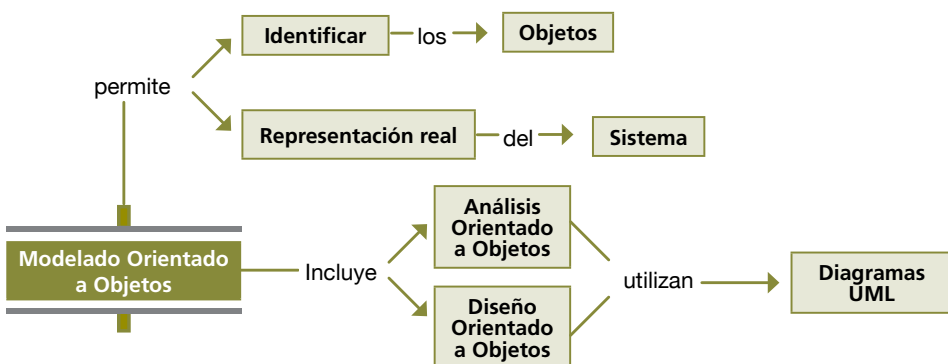 Identificar
los
Objetos
permite
Representación real
del
Sistema
Modelado Orientado
a Objetos
Incluye
Análisis
Orientado
a Objetos
Diseño
Orientado
a Objetos
utilizan
Diagramas
UML